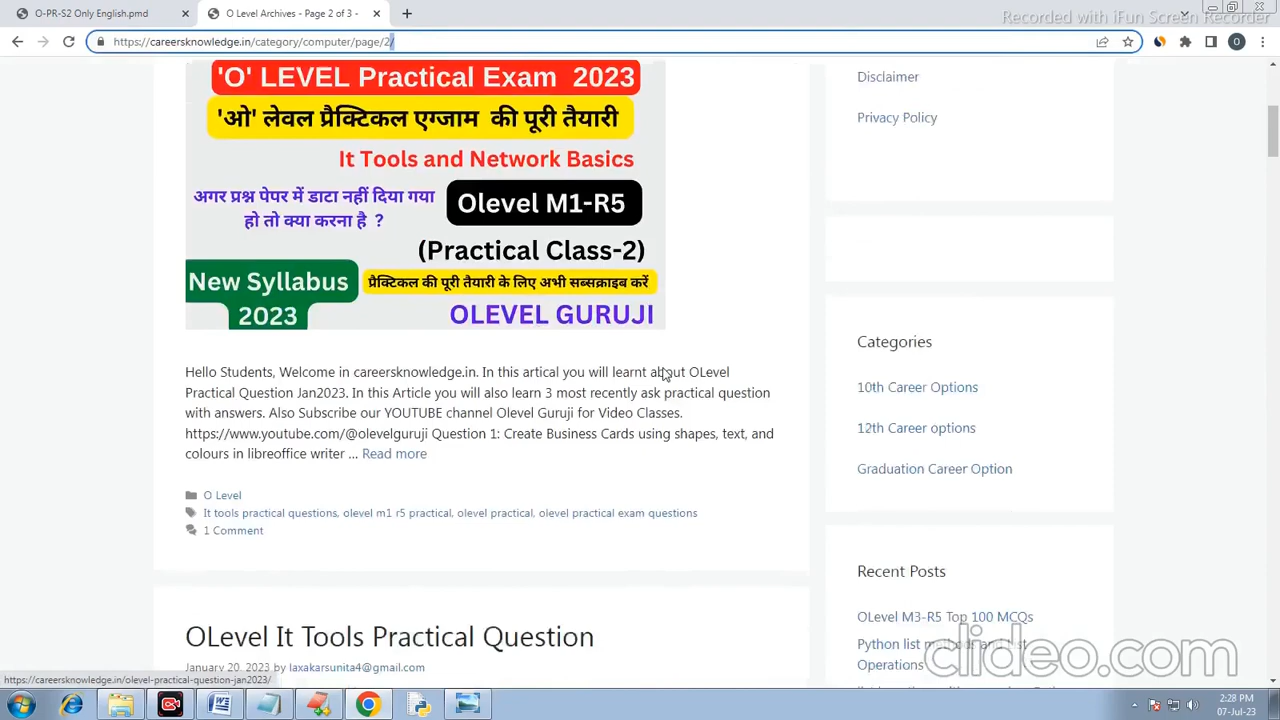 O-PR-S2 Only English.pmd
O Level Archives - Page 2 of 3 -
Recorded with iFun Screen Recorder
https://careersknowledge.in/category/computer/page/2/
O
'O' LEVEL Practical Exam 2023
'ओ' लेवल प्रैक्टिकल एग्जाम की पूरी तैयारी
It Tools and Network Basics
अगर प्रश्न पेपर में डाटा नहीं दिया गया
हो तो क्या करना है ?
Olevel M1-R5
(Practical Class-2)
New Syllabus
2023
प्रैक्टिकल की पूरी तैयारी के लिए अभी सब्सक्राइब करें
OLEVEL GURUJI
Hello Students, Welcome in careersknowledge.in. In this artical you will learnt about OLevel
Practical Question Jan2023. In this Article you will also learn 3 most recently ask practical question
with answers. Also Subscribe our YOUTUBE channel Olevel Guruji for Video Classes.
https://www.youtube.com/@olevelguruji Question 1: Create Business Cards using shapes, text, and
colours in libreoffice writer ... Read more
O Level
It tools practical questions, olevel m1 r5 practical, olevel practical, olevel practical exam questions
1 Comment
OLevel It Tools Practical Question
January 20, 2023 by laxakarsunita4@gmail.com
Disclaimer
Privacy Policy
Categories
10th Career Options
12th Career options
Graduation Career Option
Recent Posts
OLevel M3-R5 Top 100 MCQs
Python list methods and List
Operations
clideo.com
https://careersknowledge.in/olevel-practical-question-jan2023/
2:28 PM
07-Jul-23